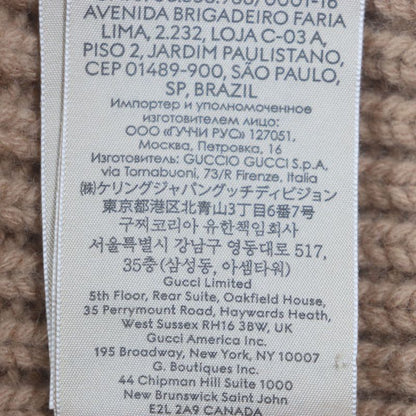 AVENIDA BRIGADEIRO FARIA
LIMA, 2.232, LOJA C-03 A,
PISO 2, JARDIM PAULISTANO,
CEP 01489-900, SÃO PAULO,
SP, BRAZIL
Импортер и уполномоченное
изготовителем лицо:
ООО "ГУЧЧИ РУС" 127051,
Москва, Петровка, 16
Изготовитель: GUCCIO GUCCI S.p.A,
via Tornabuoni, 73/R Firenze, Italia
(株)ケリングジャパングッチディビジョン
東京都港区北青山3丁目6番7号
구찌코리아 유한책임회사
서울특별시 강남구 영동대로 517,
35층(삼성동, 아셈타워)
Gucci Limited
5th Floor, Rear Suite, Oakfield House,
35 Perrymount Road, Haywards Heath,
West Sussex RH16 3BW, UK
Gucci America Inc.
195 Broadway, New York, NY 10007
G. Boutiques Inc.
44 Chipman Hill Suite 1000
New Brunswick Saint John
E2L 2A9 CANADA